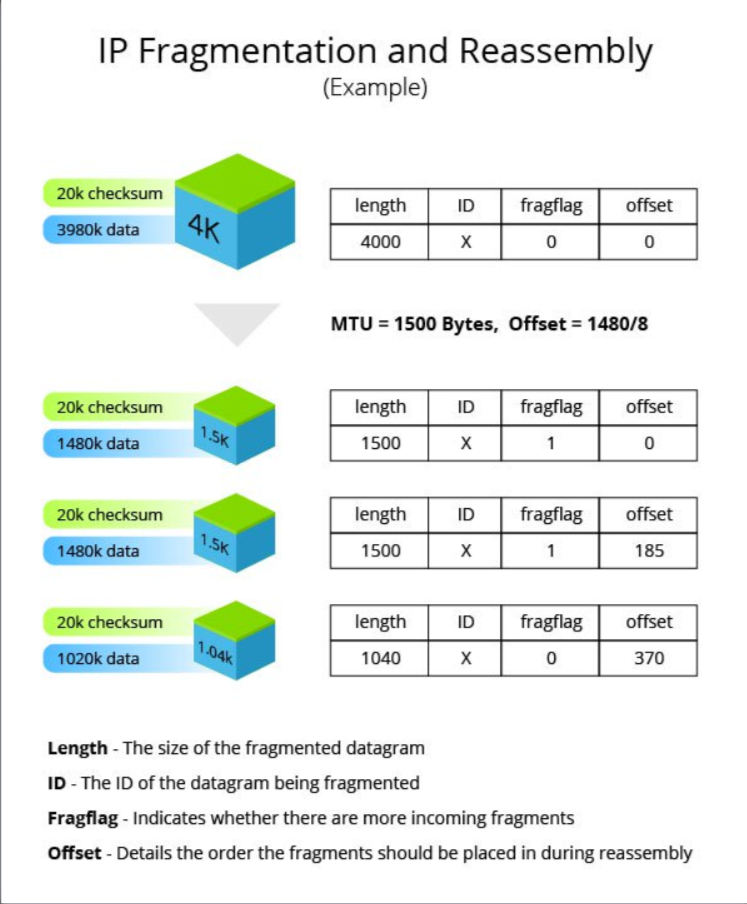 IP Fragmentation and Reassembly
(Example)
20k checksum
3980k data
4K
length ID fragflag offset
4000 X 0 0
MTU = 1500 Bytes, Offset = 1480/8
20k checksum
1480k data
1.5K
length ID fragflag offset
1500 X 1 0
20k checksum
1480k data
1.5K
length ID fragflag offset
1500 X 1 185
20k checksum
1020k data
1.04k
length ID fragflag offset
1040 X 0 370
Length - The size of the fragmented datagram
ID - The ID of the datagram being fragmented
Fragflag - Indicates whether there are more incoming fragments
Offset - Details the order the fragments should be placed in during reassembly